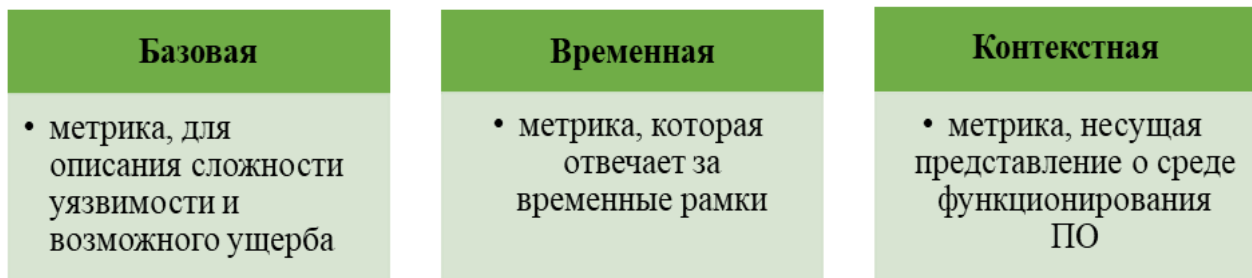 Базовая
• метрика, для
описания сложности
уязвимости и
возможного ущерба
Временная
• метрика, которая
отвечает за
временные рамки
Контекстная
• метрика, несущая
представление о среде
функционирования
ПО